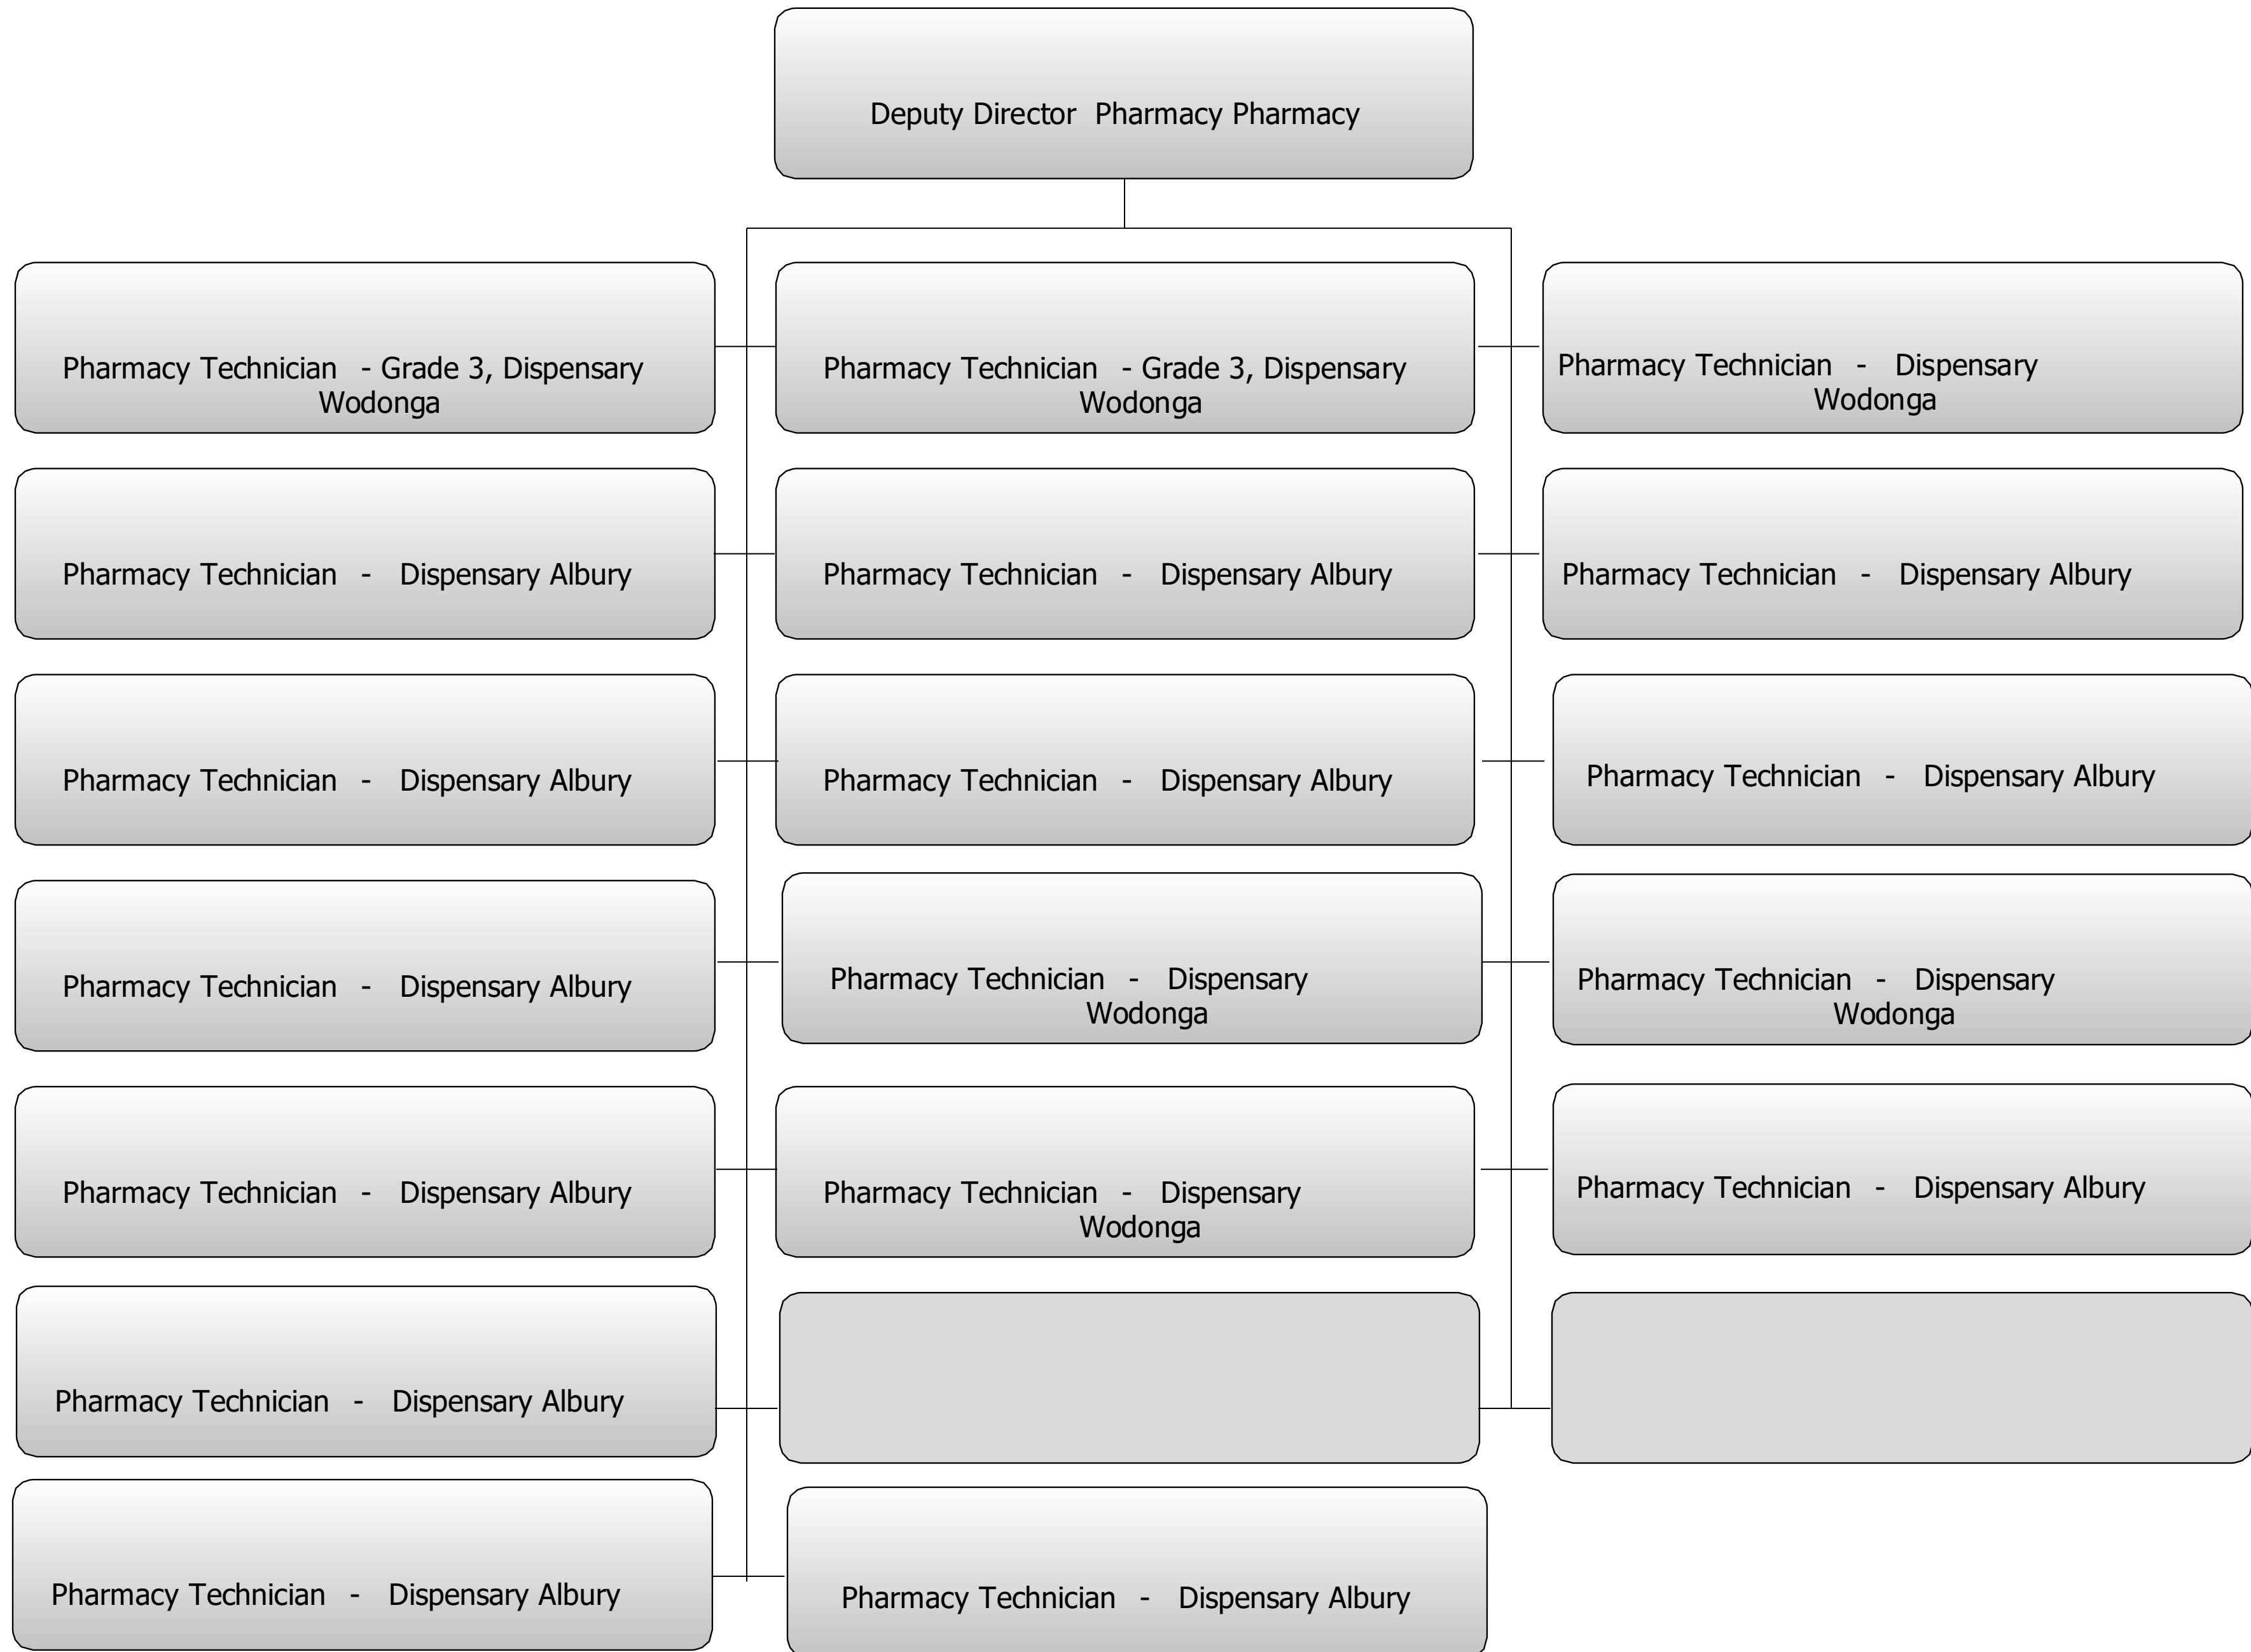 Deputy Director  Pharmacy Pharmacy
Pharmacy Technician  - Grade 3, Dispensary
Wodonga
Pharmacy Technician  - Grade 3, Dispensary
Wodonga
Pharmacy Technician  -  Dispensary
Wodonga
Pharmacy Technician  -  Dispensary Albury
Pharmacy Technician  -  Dispensary Albury
Pharmacy Technician  -  Dispensary Albury
Pharmacy Technician  -  Dispensary Albury
Pharmacy Technician  -  Dispensary Albury
Pharmacy Technician  -  Dispensary Albury
Pharmacy Technician  -  Dispensary Albury
Pharmacy Technician  -  Dispensary
Wodonga
Pharmacy Technician  -  Dispensary
Wodonga
Pharmacy Technician  -  Dispensary Albury
Pharmacy Technician  -  Dispensary
Wodonga
Pharmacy Technician  -  Dispensary Albury
Pharmacy Technician  -  Dispensary Albury
Pharmacy Technician  -  Dispensary Albury
Pharmacy Technician  -  Dispensary Albury